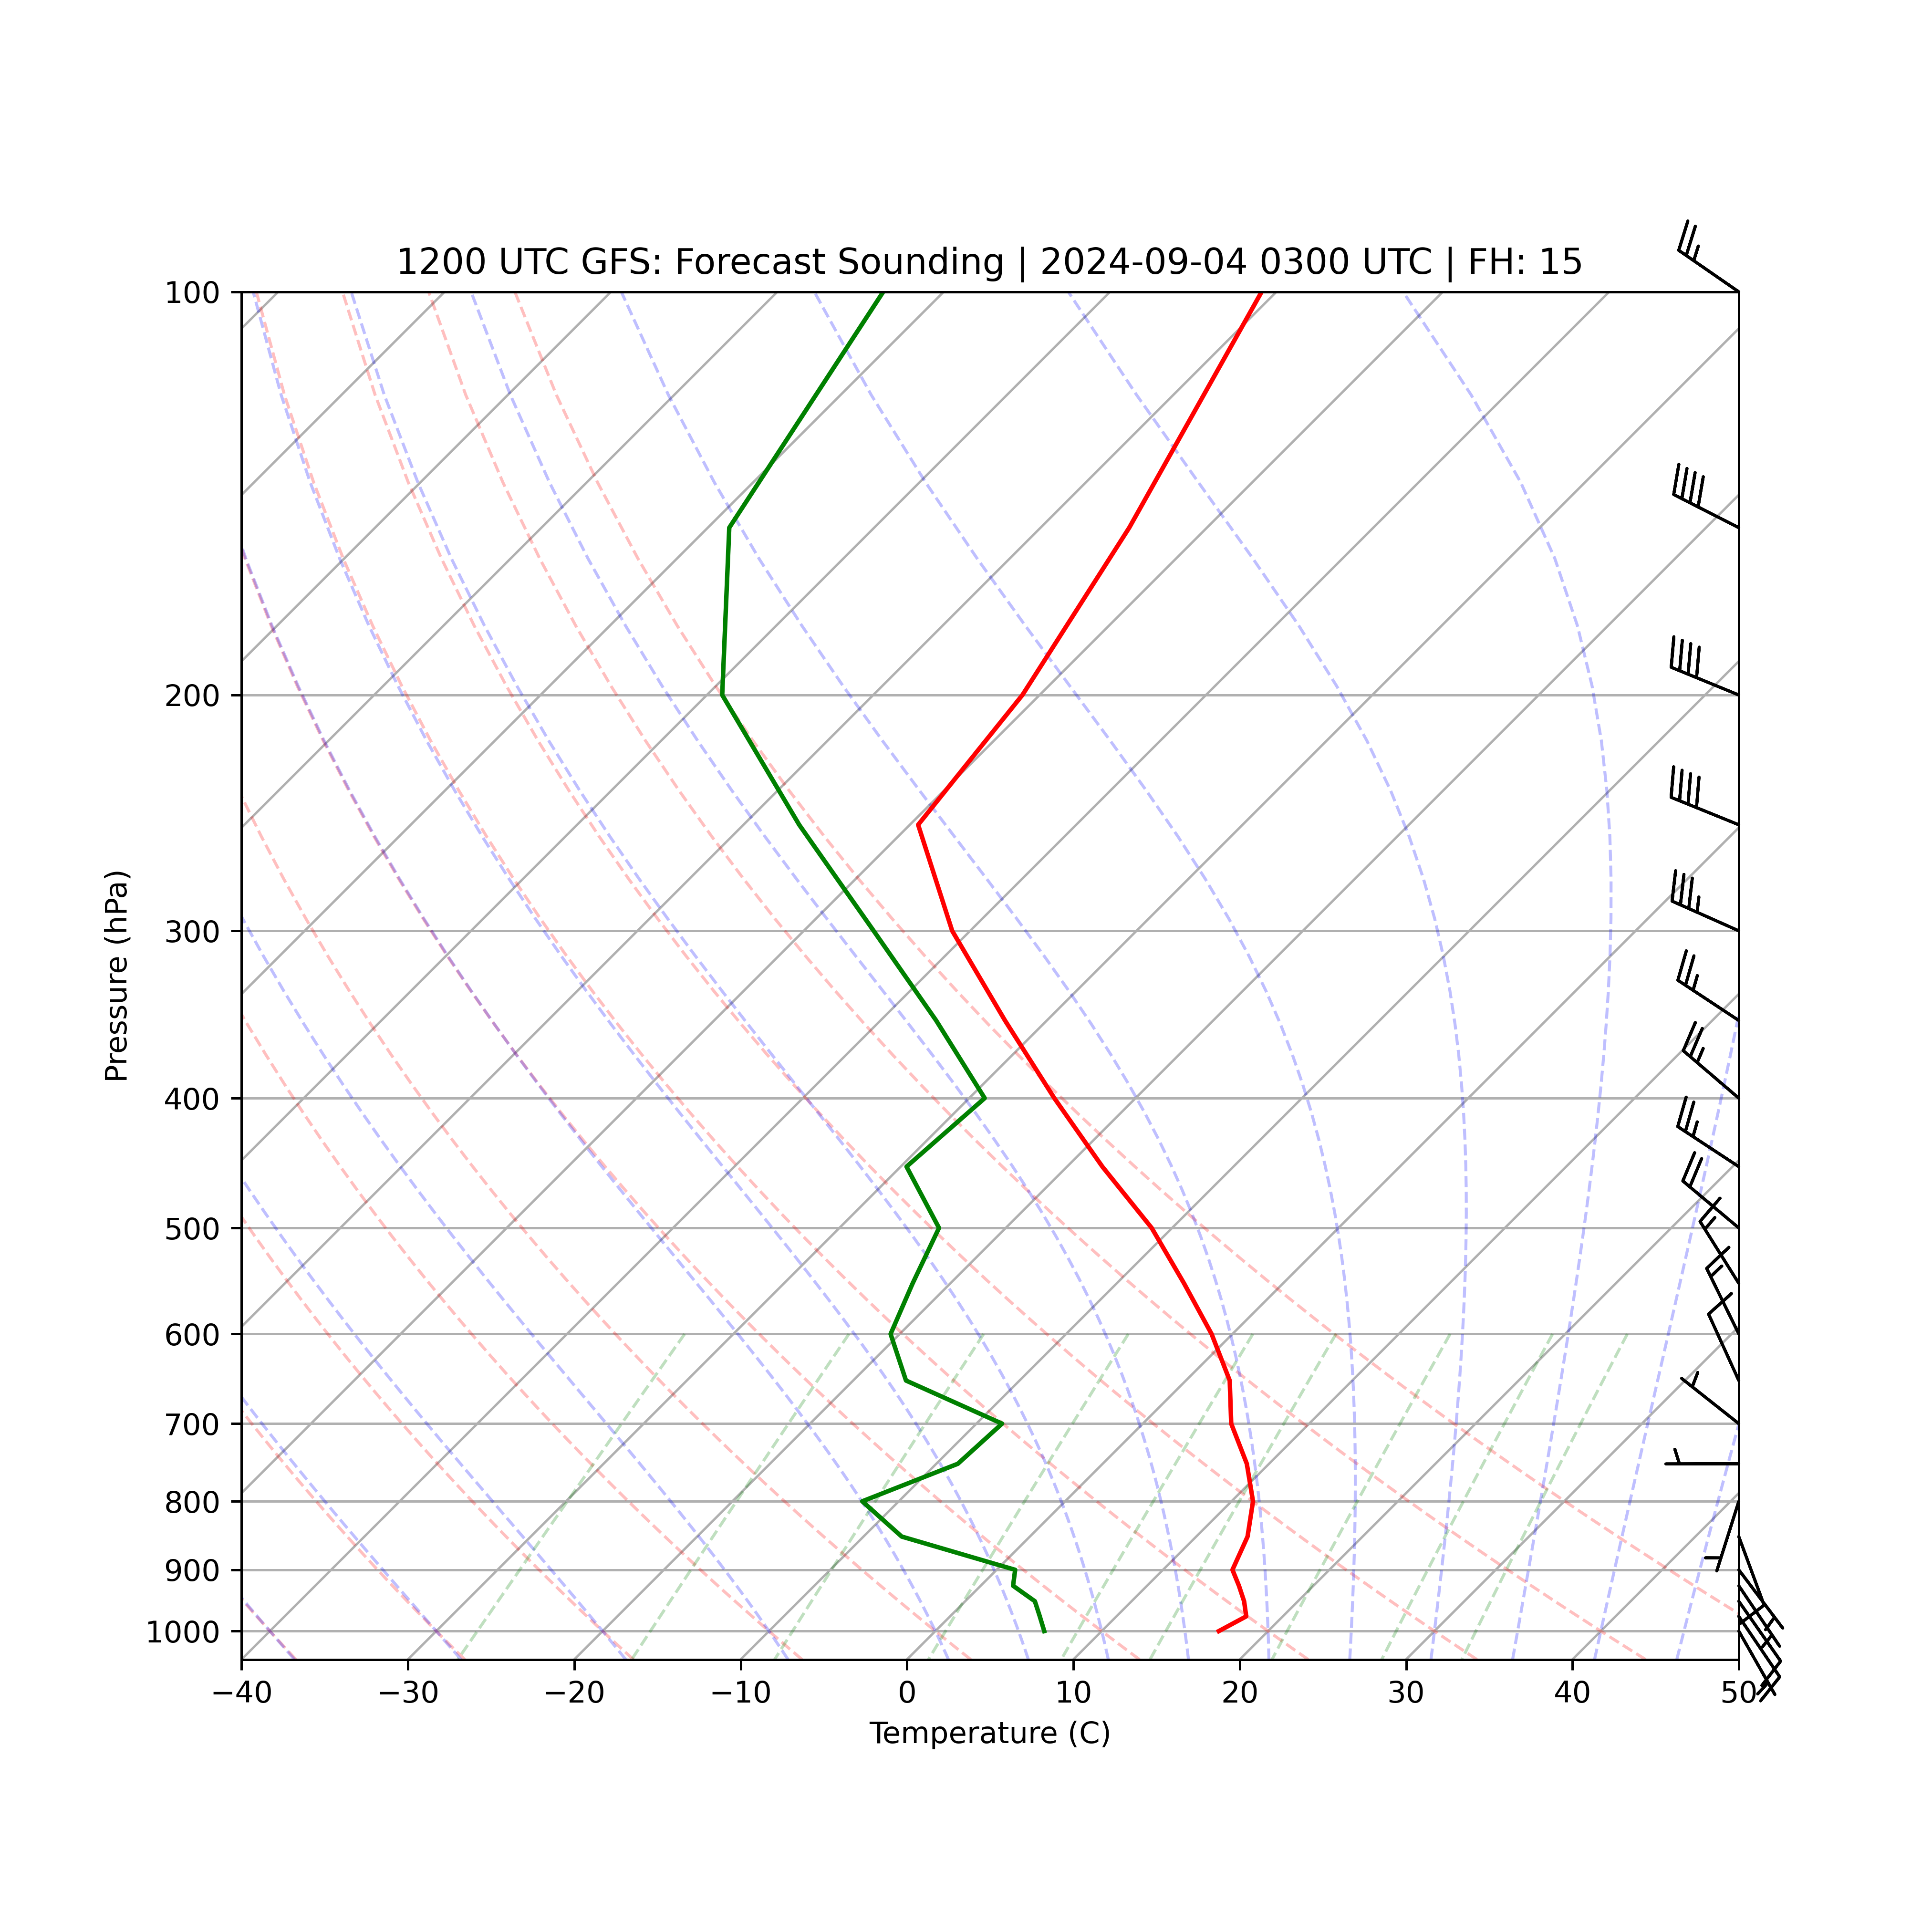 1200 UTC GFS: Forecast Sounding | 2024-09-04 0300 UTC | FH: 15
100
200
300
400
500
600
700
800
900
1000
Pressure (hPa)
−40 −30 −20 −10 0 10 20 30 40 50
Temperature (C)